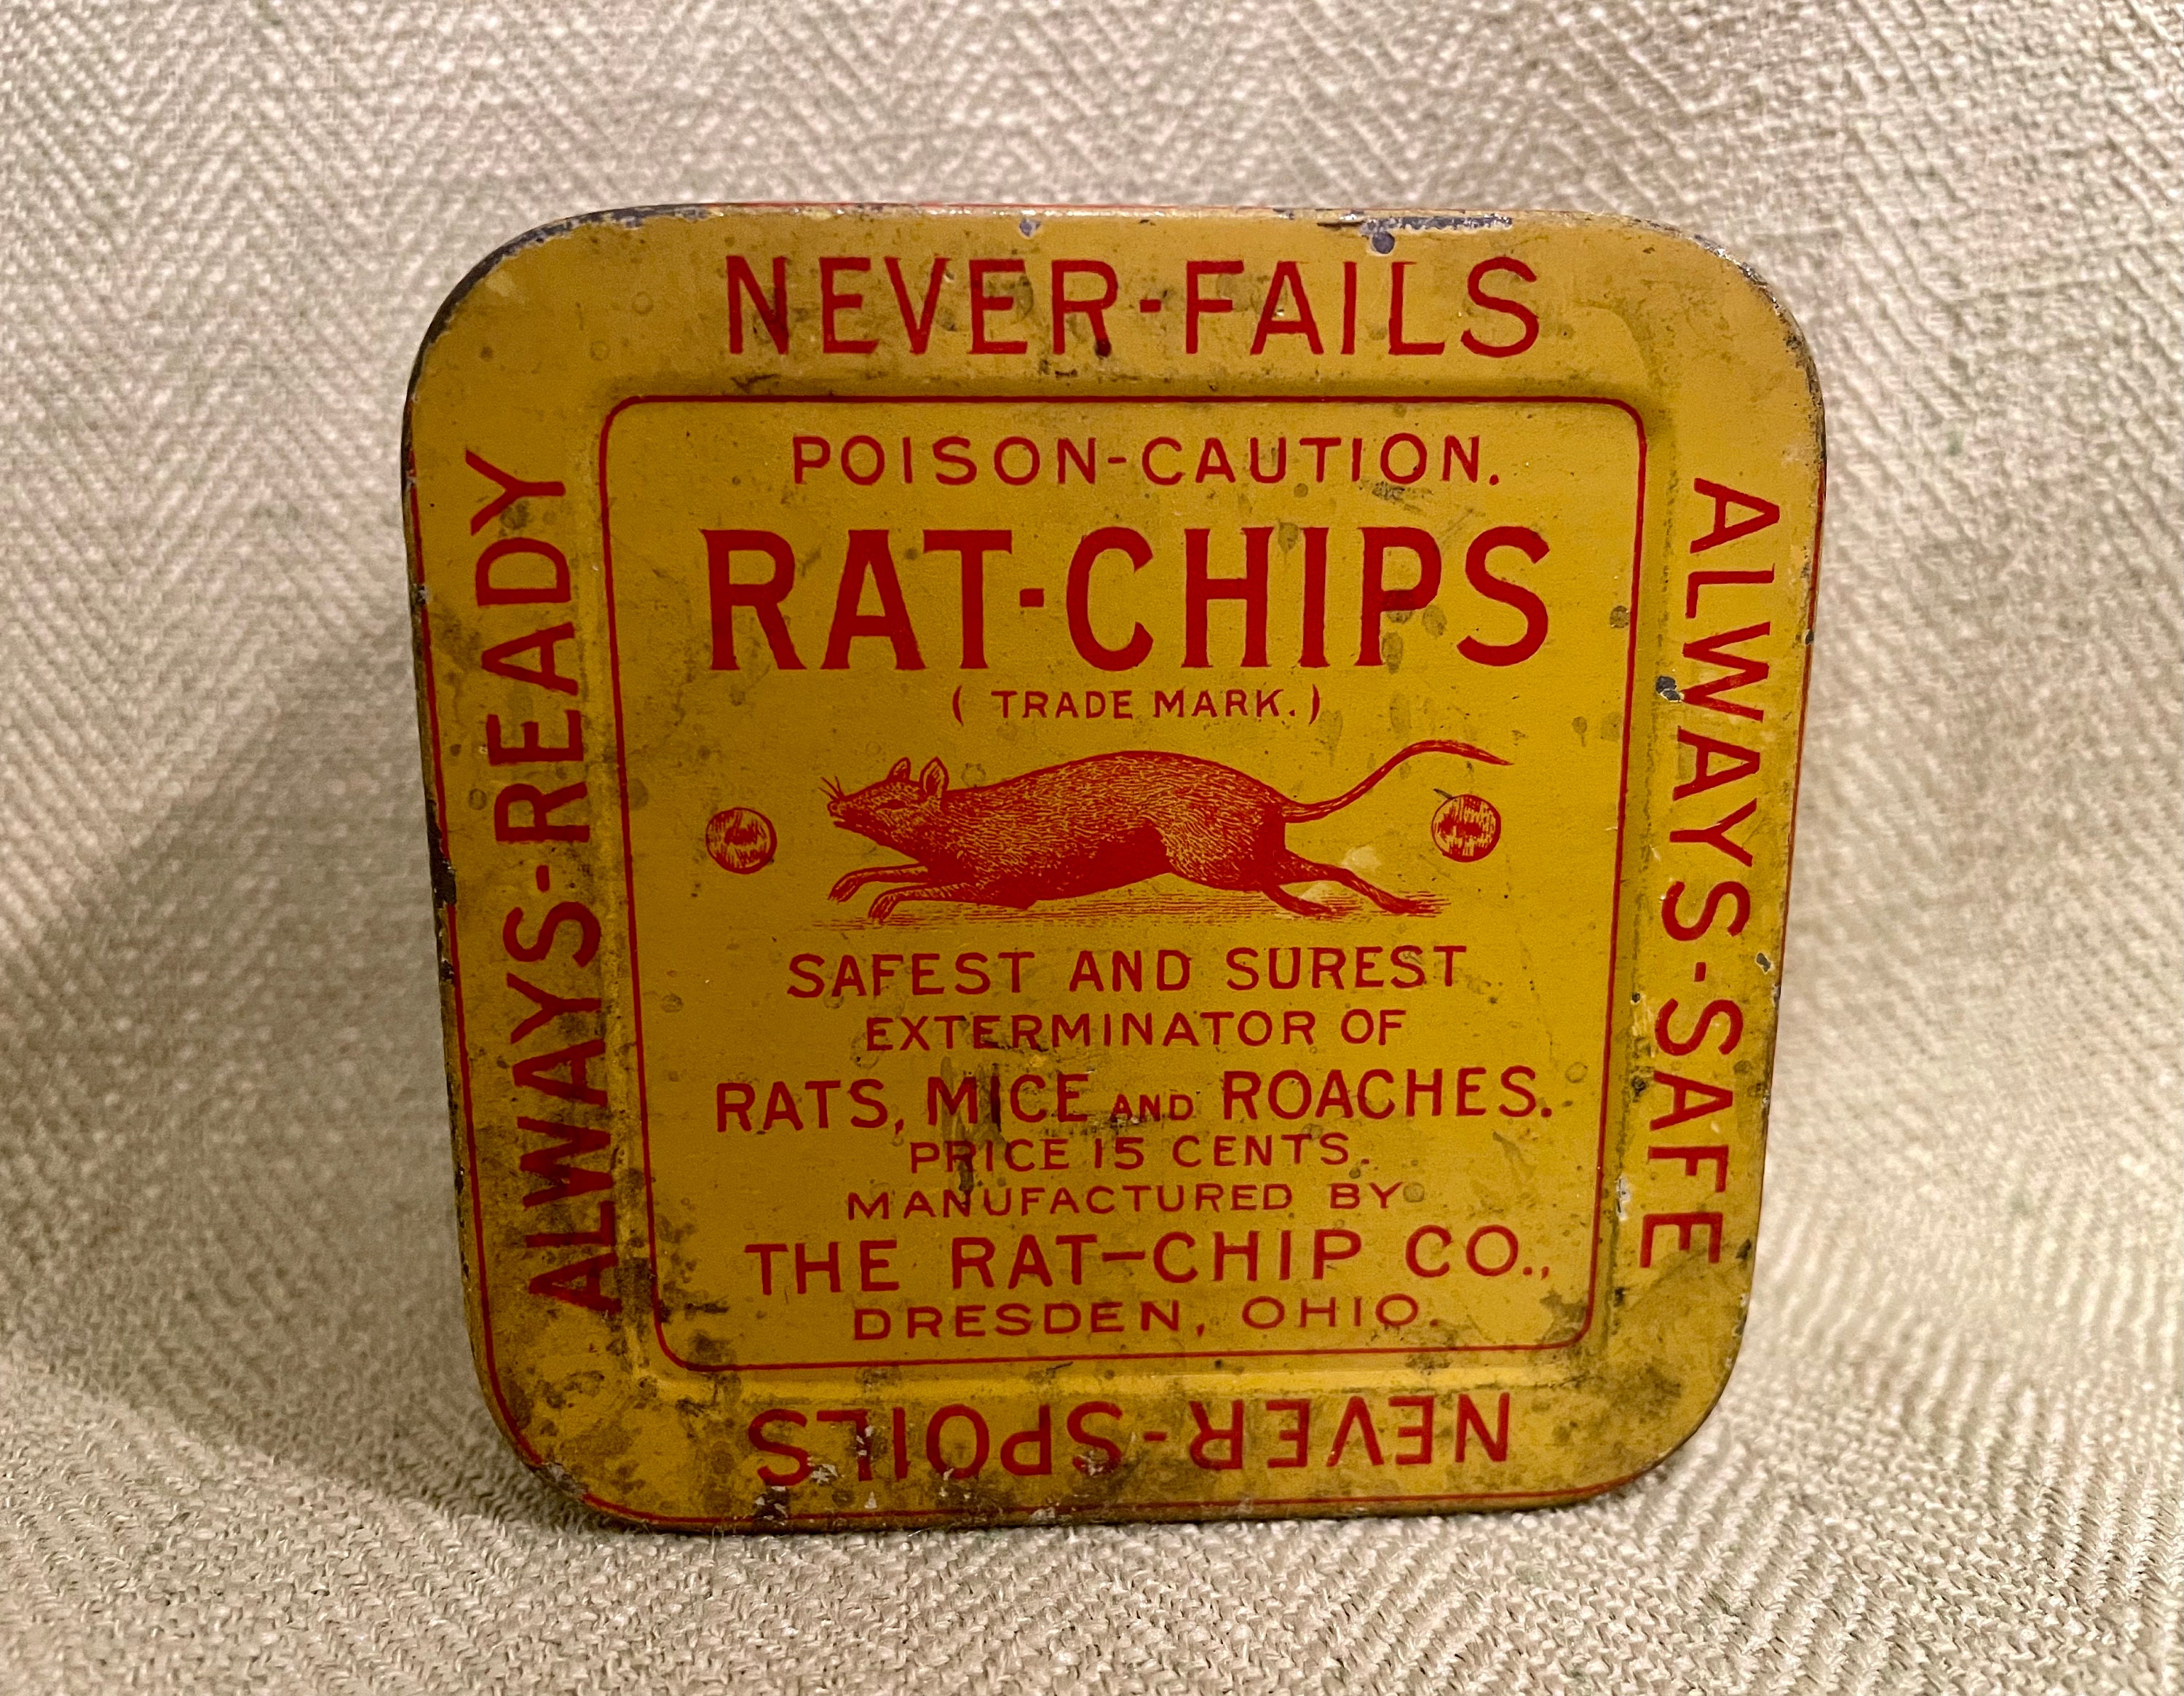 NEVER-FAILS
ALWAYS-READY
POISON-CAUTION.
RAT-CHIPS
( TRADE MARK. )
SAFEST AND SUREST
EXTERMINATOR OF
RATS, MICE AND ROACHES.
PRICE 15 CENTS.
MANUFACTURED BY
THE RAT-CHIP CO.,
DRESDEN, OHIO.
ALWAYS-SAFE
NEVER-SPOILS